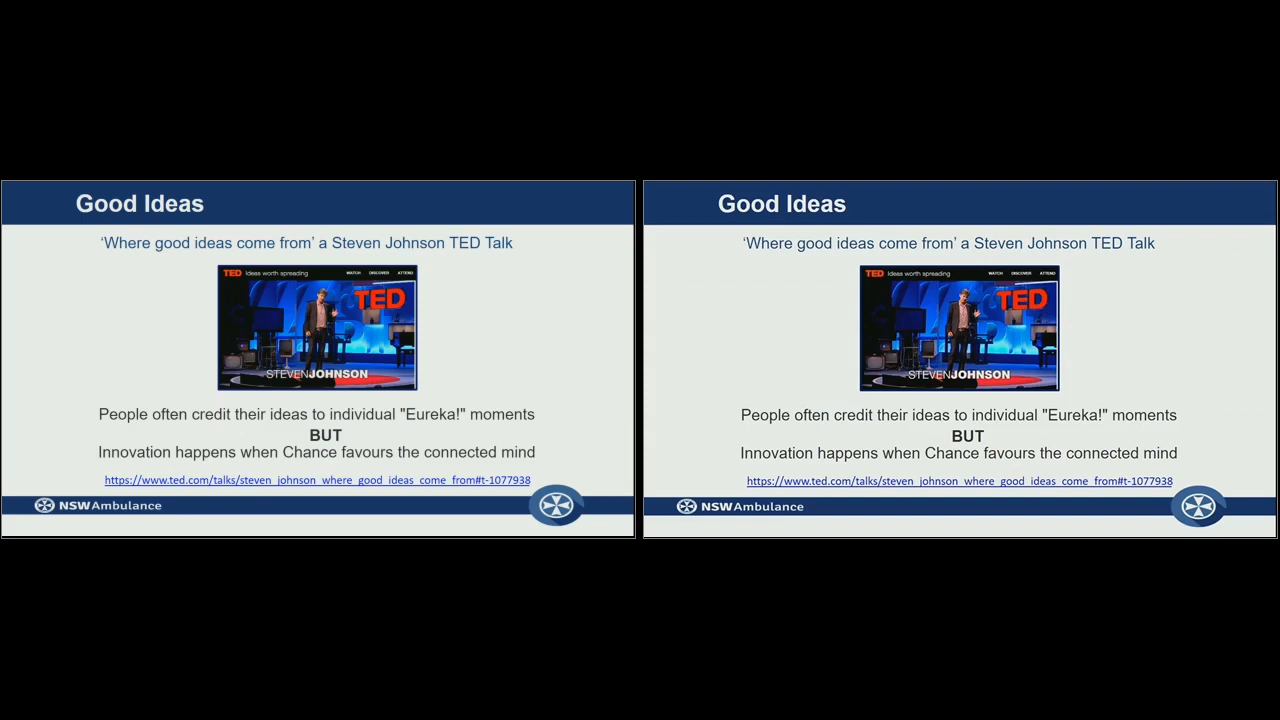 Good Ideas
'Where good ideas come from' a Steven Johnson TED Talk
TED Ideas worth spreading WATCH DISCOVER ATTEND
TED
STEVENJOHNSON
People often credit their ideas to individual "Eureka!" moments
BUT
Innovation happens when Chance favours the connected mind
https://www.ted.com/talks/steven_johnson_where_good_ideas_come_from#t-1077938
NSWAmbulance
Good Ideas
'Where good ideas come from' a Steven Johnson TED Talk
TED Ideas worth spreading WATCH DISCOVER ATTEND
TED
STEVENJOHNSON
People often credit their ideas to individual "Eureka!" moments
BUT
Innovation happens when Chance favours the connected mind
https://www.ted.com/talks/steven_johnson_where_good_ideas_come_from#t-1077938
NSWAmbulance